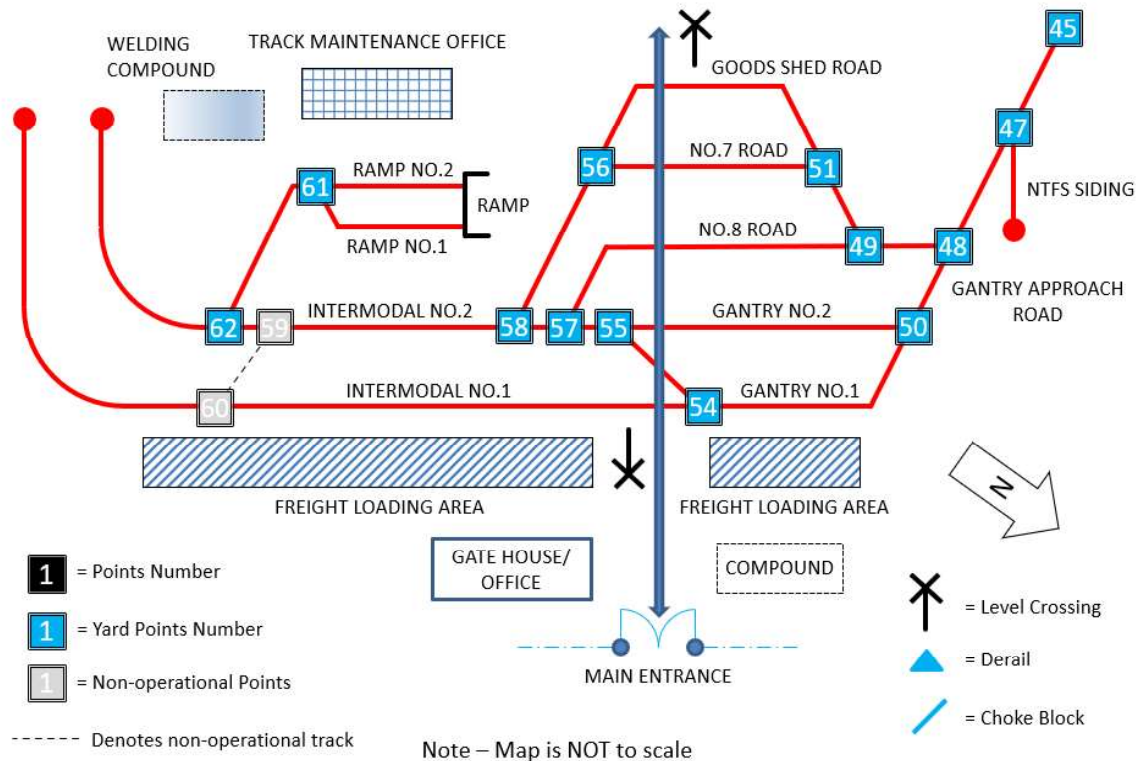 WELDING
COMPOUND
TRACK MAINTENANCE OFFICE
GOODS SHED ROAD
45
47
56
NO.7 ROAD
51
61
RAMP NO.2
RAMP
RAMP NO.1
NTFS SIDING
NO.8 ROAD
49
48
GANTRY APPROACH
ROAD
62
59
INTERMODAL NO.2
58
57
55
GANTRY NO.2
50
60
INTERMODAL NO.1
54
GANTRY NO.1
FREIGHT LOADING AREA
FREIGHT LOADING AREA
N
GATE HOUSE/
OFFICE
COMPOUND
MAIN ENTRANCE
1 = Points Number
1 = Yard Points Number
1 = Non-operational Points
Denotes non-operational track
= Level Crossing
= Derail
= Choke Block
Note – Map is NOT to scale